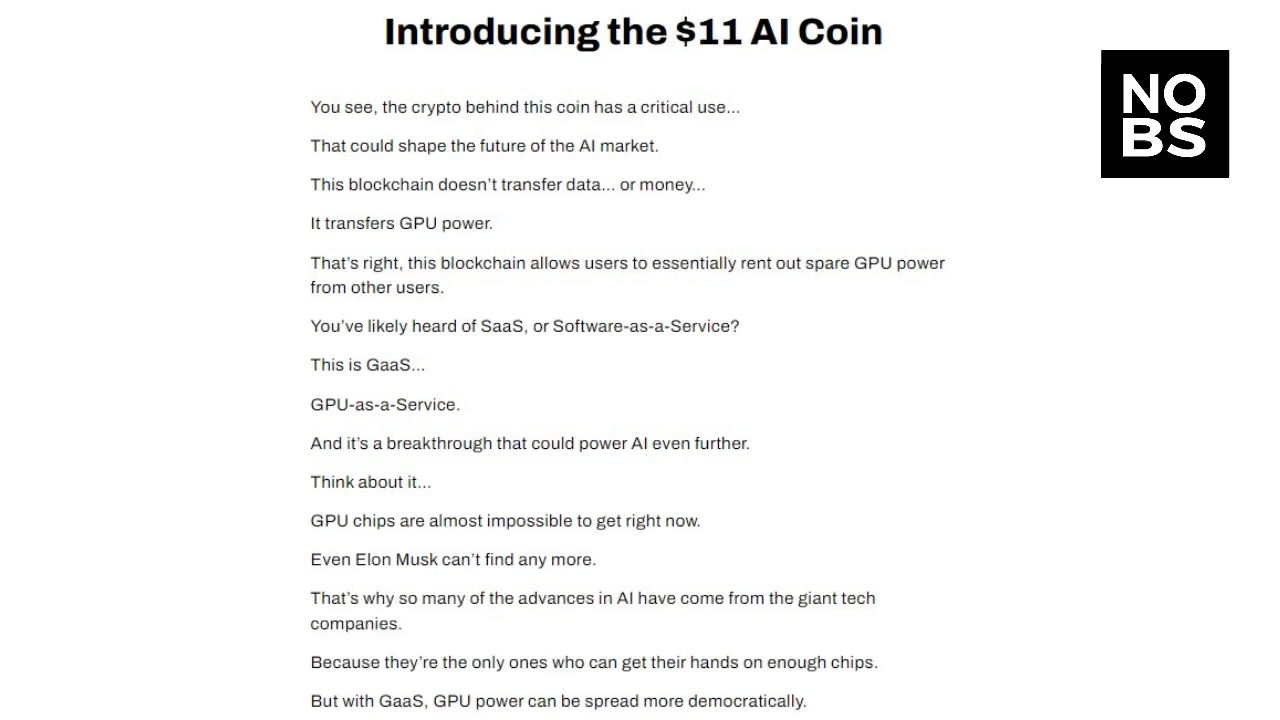 Introducing the $11 AI Coin
NO
BS
You see, the crypto behind this coin has a critical use...
That could shape the future of the AI market.
This blockchain doesn’t transfer data... or money...
It transfers GPU power.
That’s right, this blockchain allows users to essentially rent out spare GPU power
from other users.
You’ve likely heard of SaaS, or Software-as-a-Service?
This is GaaS...
GPU-as-a-Service.
And it’s a breakthrough that could power AI even further.
Think about it...
GPU chips are almost impossible to get right now.
Even Elon Musk can’t find any more.
That’s why so many of the advances in AI have come from the giant tech
companies.
Because they’re the only ones who can get their hands on enough chips.
But with GaaS, GPU power can be spread more democratically.